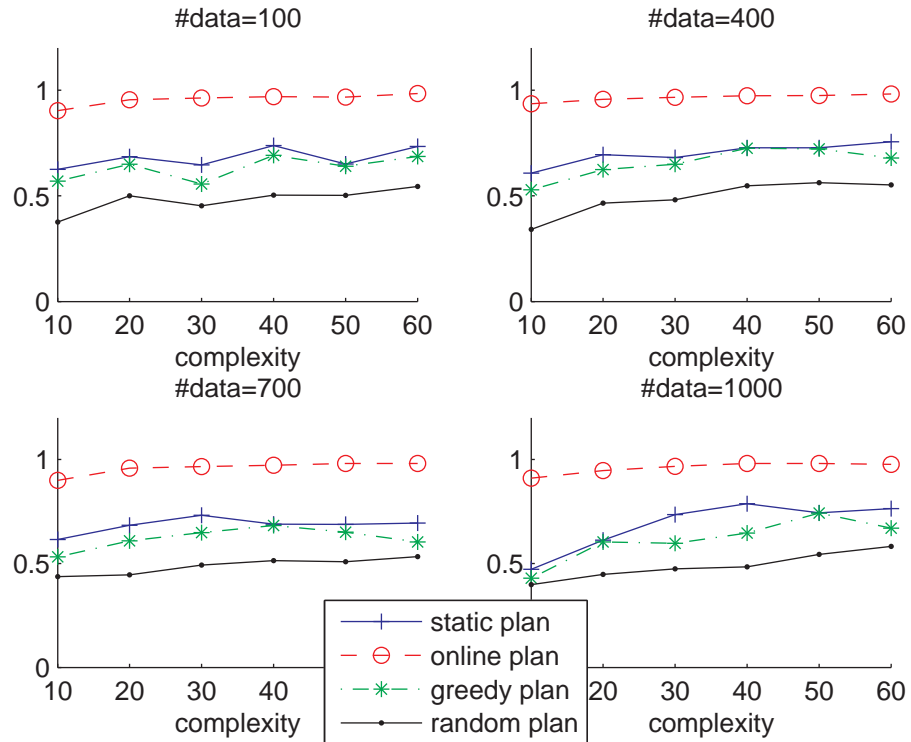 #data=100
1
0.5
0
10 20 30 40 50 60
complexity
#data=400
1
0.5
0
10 20 30 40 50 60
complexity
#data=700
1
0.5
0
10 20 30 40
complexity
#data=1000
1
0.5
20 30 40 50 60
complexity
static plan
online plan
greedy plan
random plan